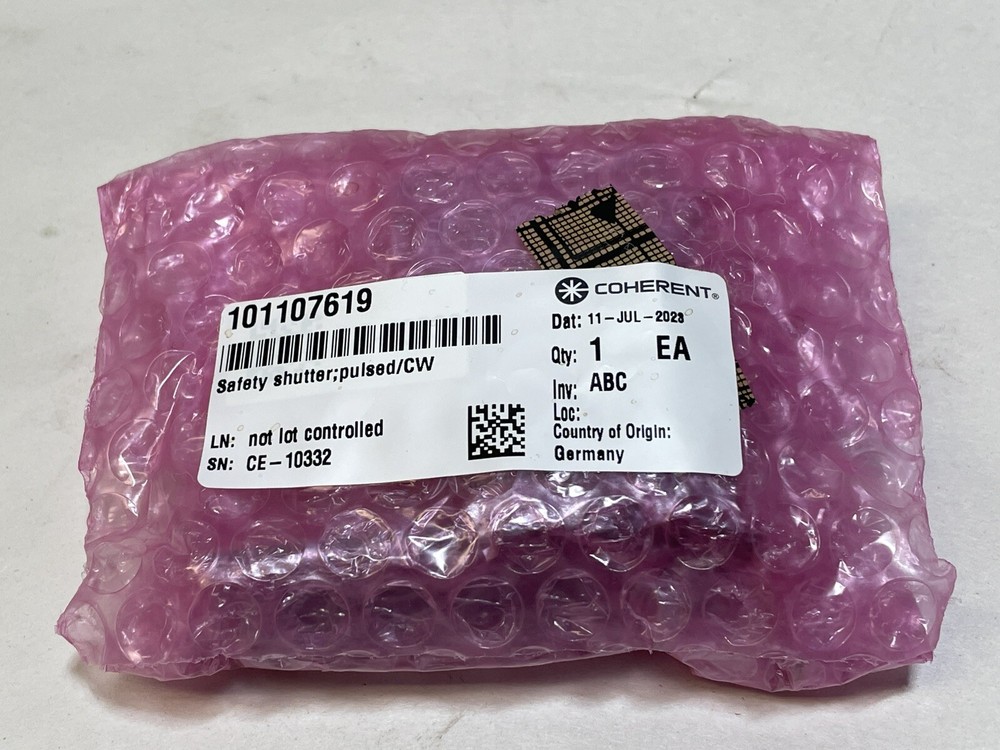 101107619
Safety shutter;pulsed/CW
LN: not lot controlled
SN: CE-10332
COHERENT®
Dat: 11-JUL-2023
Qty: 1 EA
Inv: ABC
Loc:
Country of Origin:
Germany